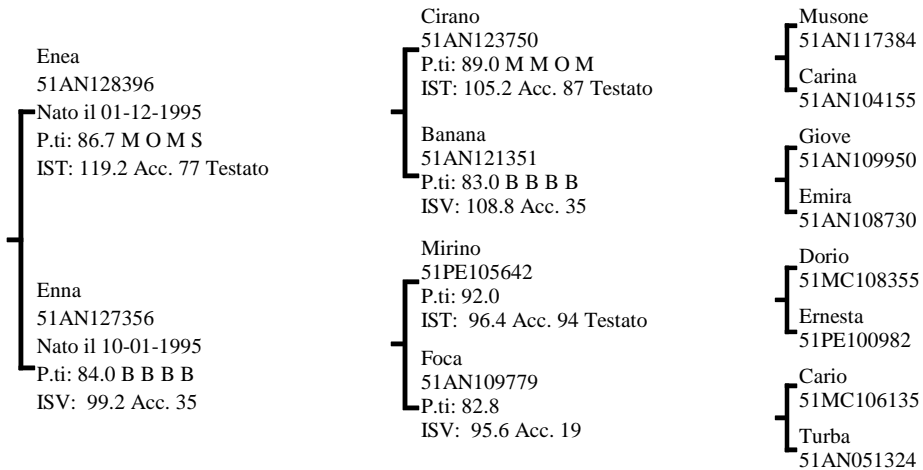 Enea
51AN128396
Nato il 01-12-1995
P.ti: 86.7 M O M S
IST: 119.2 Acc. 77 Testato
Enna
51AN127356
Nato il 10-01-1995
P.ti: 84.0 B B B B
ISV: 99.2 Acc. 35
Cirano
51AN123750
P.ti: 89.0 M M O M
IST: 105.2 Acc. 87 Testato
Banana
51AN121351
P.ti: 83.0 B B B B
ISV: 108.8 Acc. 35
Mirino
51PE105642
P.ti: 92.0
IST: 96.4 Acc. 94 Testato
Foca
51AN109779
P.ti: 82.8
ISV: 95.6 Acc. 19
Musone
51AN117384
Carina
51AN104155
Giove
51AN109950
Emira
51AN108730
Dorio
51MC108355
Ernesta
51PE100982
Cario
51MC106135
Turba
51AN051324